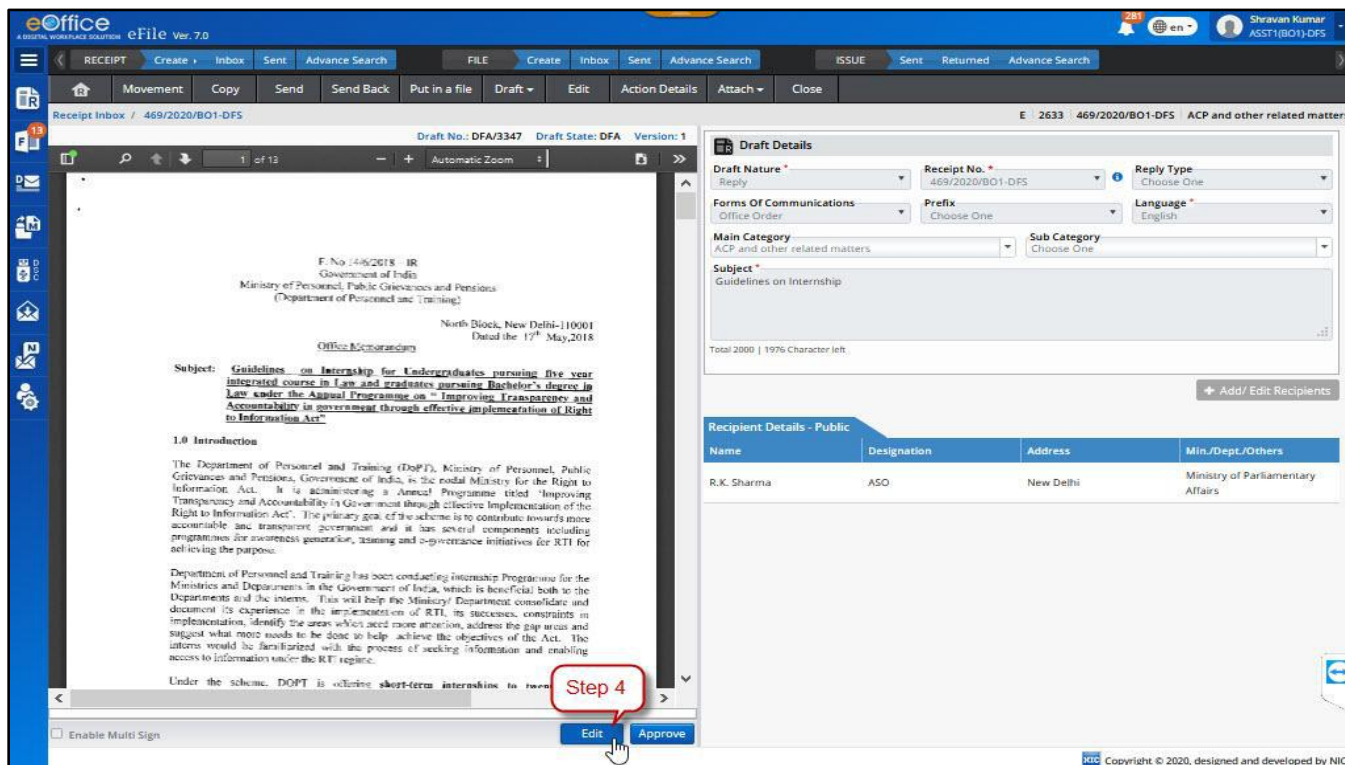 eOffice
A DIGITAL WORKPLACE SOLUTION
eFile Ver. 7.0
281
en
Shravan Kumar
ASST1(BO1)-DFS
RECEIPT Create Inbox Sent Advance Search FILE Create Inbox Sent Advance Search ISSUE Sent Returned Advance Search
Movement Copy Send Send Back Put in a file Draft Edit Action Details Attach Close
Receipt Inbox / 469/2020/BO1-DFS
E 2633 469/2020/BO1-DFS ACP and other related matters
13
Draft No.: DFA/3347 Draft State: DFA Version: 1
1 of 13 Automatic Zoom
F. No 14/6/2018 - IR
Government of India
Ministry of Personnel, Public Grievances and Pensions
(Department of Personnel and Training)
North Block, New Delhi-110001
Dated the 17th May,2018
Office Memorandum
Subject: Guidelines on Internship for Undergraduates pursuing five year
integrated course in Law and graduates pursuing Bachelor's degree in
Law under the Annual Programme on " Improving Transparency and
Accountability in government through effective implementation of Right
to Information Act"
1.0 Introduction
The Department of Personnel and Training (DoPT), Ministry of Personnel, Public
Grievances and Pensions, Government of India, is the nodal Ministry for the Right to
Information Act. It is administering a Annual Programme titled 'Improving
Transparency and Accountability in Government through effective Implementation of the
Right to Information Act'. The primary goal of the scheme is to contribute towards more
accountable and transparent government and it has several components including
programmes for awareness generation, training and e-governance initiatives for RTI for
achieving the purpose.
Department of Personnel and Training has been conducting internship Programme for the
Ministries and Departments in the Government of India, which is beneficial both to the
Departments and the interns. This will help the Ministry/ Department consolidate and
document its experience in the implementation of RTI, its successes, constraints in
implementation, identify the areas which need more attention, address the gap areas and
suggest what more needs to be done to help achieve the objectives of the Act. The
interns would be familiarized with the process of seeking information and enabling
access to information under the RTI regime.
Under the scheme, DOPT is offering short-term internships to
Step 4
Enable Multi Sign
Edit Approve
Draft Details
Draft Nature * Receipt No. * Reply Type
Reply 469/2020/BO1-DFS Choose One
Forms Of Communications Prefix Language *
Office Order Choose One English
Main Category Sub Category
ACP and other related matters Choose One
Subject *
Guidelines on Internship
Total 2000 | 1976 Character left
+ Add/ Edit Recipients
Recipient Details - Public
Name Designation Address Min./Dept./Others
R.K. Sharma ASO New Delhi Ministry of Parliamentary
Affairs
NIC Copyright © 2020, designed and developed by NIC